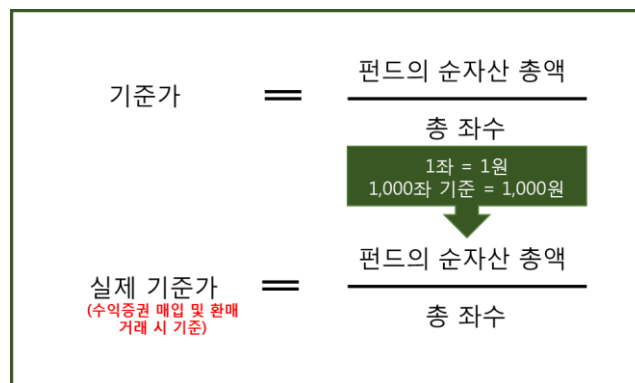 펀드의 순자산 총액
기준가 =
총 좌수
1좌 = 1원
1,000좌 기준 = 1,000원
펀드의 순자산 총액
실제 기준가 =
(수익증권 매입 및 환매
거래 시 기준)
총 좌수